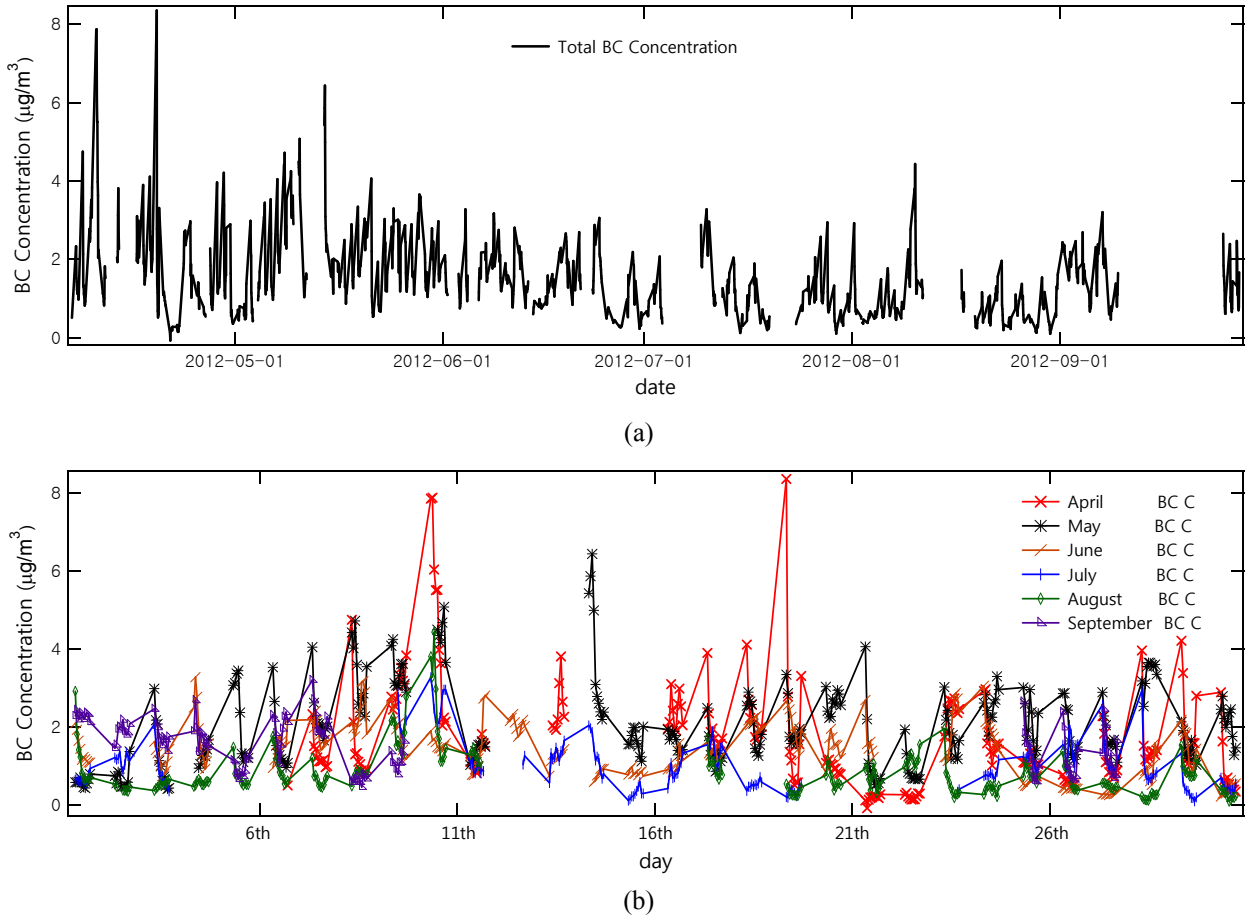 8
6
4
2
0
BC Concentration (μg/m³)
Total BC Concentration
2012-05-01
2012-06-01
2012-07-01
2012-08-01
2012-09-01
date
(a)
8
6
4
2
0
BC Concentration (μg/m³)
April BC C
May BC C
June BC C
July BC C
August BC C
September BC C
6th
11th
16th
21th
26th
day
(b)